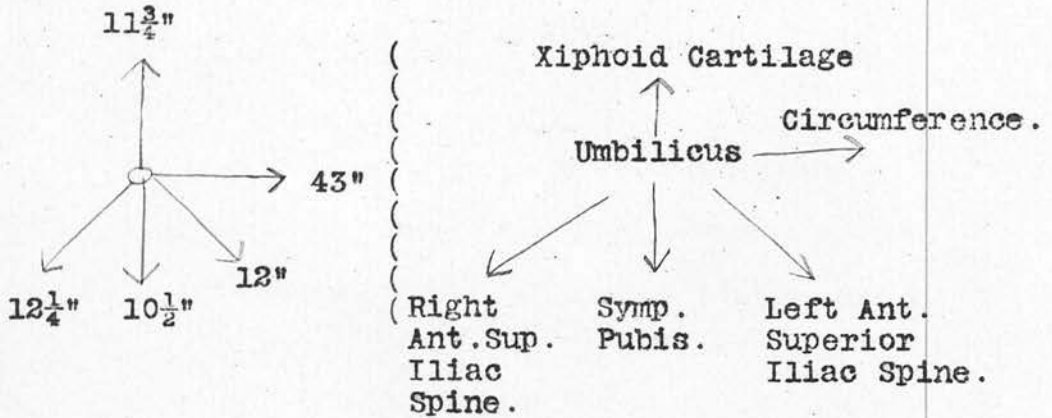 11¾"
43"
12¼" 10½" 12"
( Xiphoid Cartilage
(
( Circumference.
( Umbilicus
(
(
(
(
(
( Right Symp. Left Ant.
Ant.Sup. Pubis. Superior
Iliac Iliac Spine.
Spine.